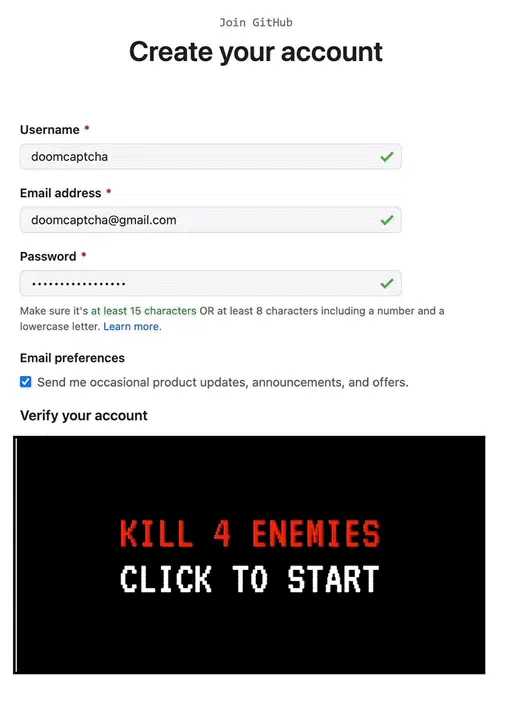 Join GitHub
Create your account
Username *
doomcaptcha
Email address *
doomcaptcha@gmail.com
Password *
•••••••••••••••••
Make sure it's at least 15 characters OR at least 8 characters including a number and a
lowercase letter. Learn more.
Email preferences
Send me occasional product updates, announcements, and offers.
Verify your account
KILL 4 ENEMIES
CLICK TO START